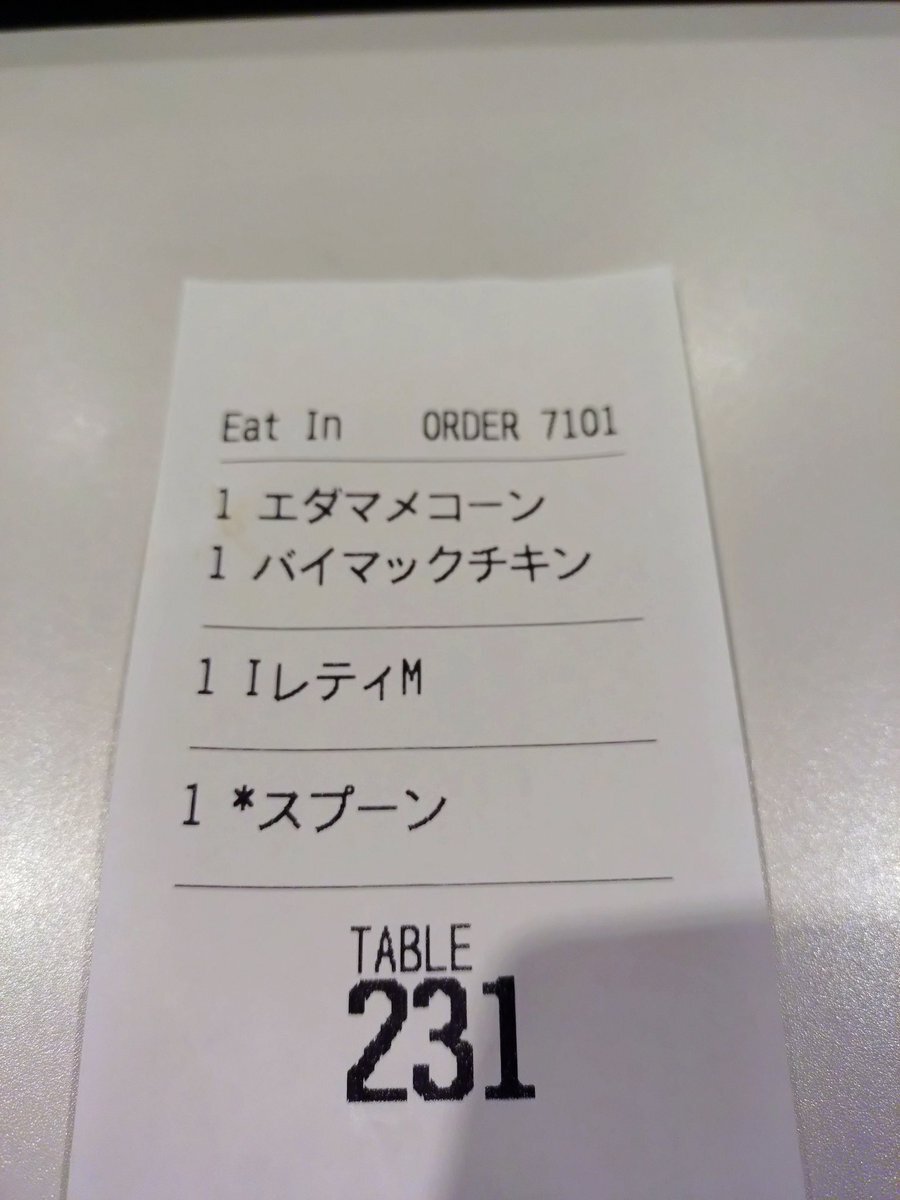 Eat In ORDER 7101
1 エダマメコーン
1 バイマックチキン
1 IレティM
1 *スプーン
TABLE
231